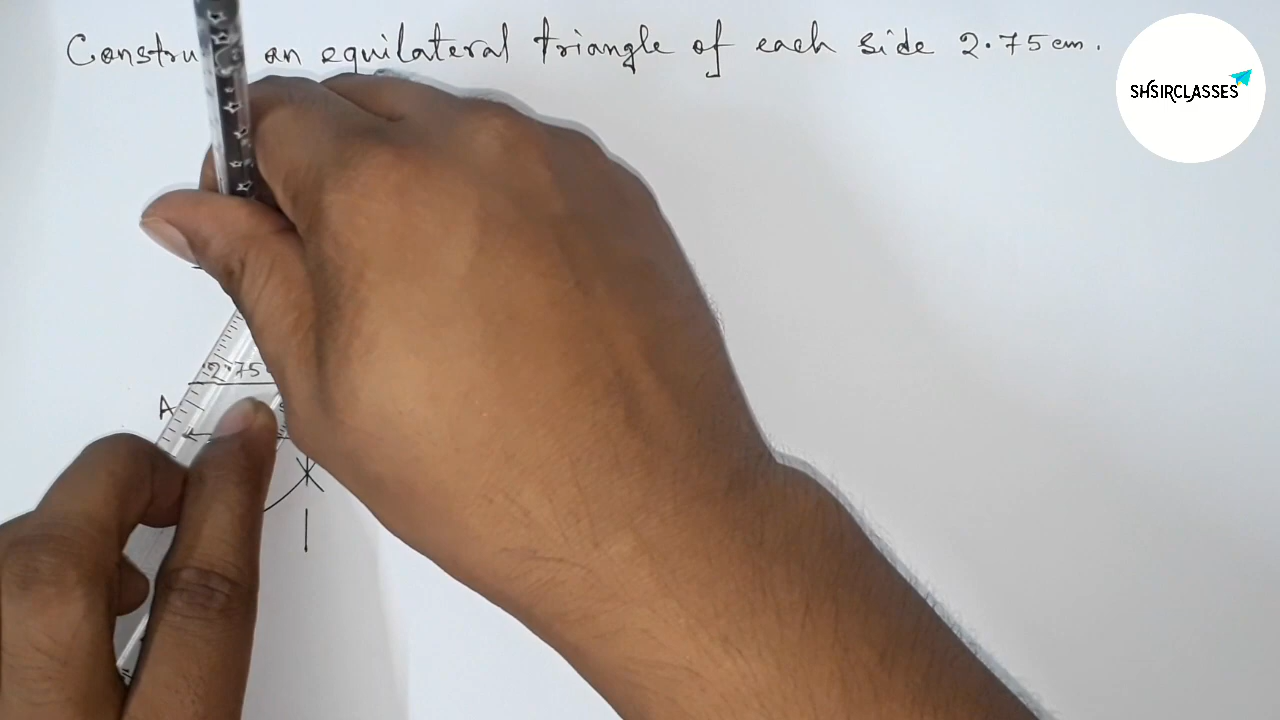 Constru an equilateral triangle of each side 2.75cm.
SHSIRCLASSES
2.75
A